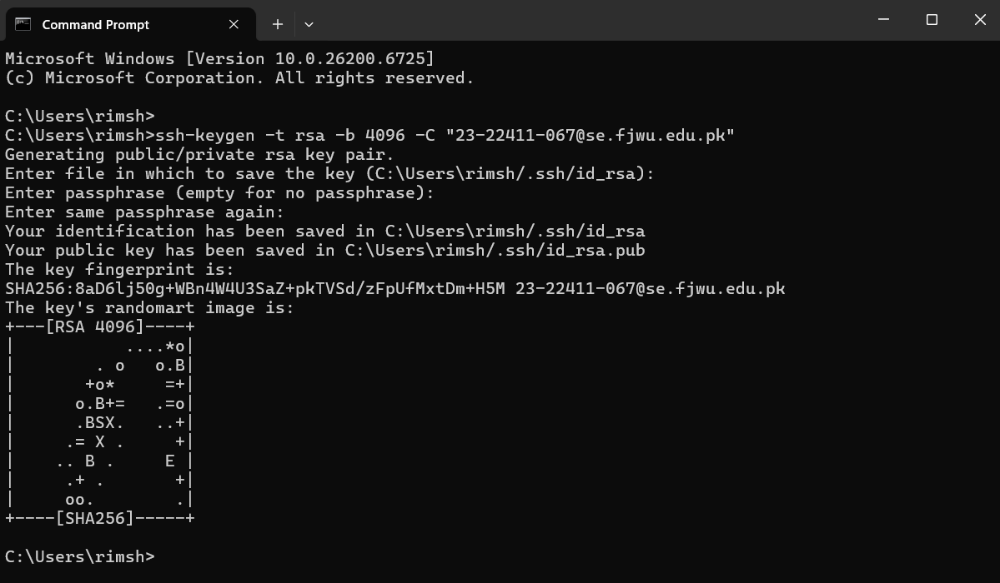 Command Prompt
Microsoft Windows [Version 10.0.26200.6725]
(c) Microsoft Corporation. All rights reserved.

C:\Users\rimsh>
C:\Users\rimsh>ssh-keygen -t rsa -b 4096 -C "23-22411-067@se.fjwu.edu.pk"
Generating public/private rsa key pair.
Enter file in which to save the key (C:\Users\rimsh/.ssh/id_rsa):
Enter passphrase (empty for no passphrase):
Enter same passphrase again:
Your identification has been saved in C:\Users\rimsh/.ssh/id_rsa
Your public key has been saved in C:\Users\rimsh/.ssh/id_rsa.pub
The key fingerprint is:
SHA256:8aD6lj50g+WBn4W4U3SaZ+pkTVSd/zFpUfMxtDm+H5M 23-22411-067@se.fjwu.edu.pk
The key's randomart image is:
+---[RSA 4096]----+
|           ....*o|
|        . o   o.B|
|       +o*     =+|
|      o.B+=   .=o|
|      .BSX.   ..+|
|     .= X .     +|
|    .. B .     E |
|     .+ .       +|
|     oo.        .|
+----[SHA256]-----+

C:\Users\rimsh>